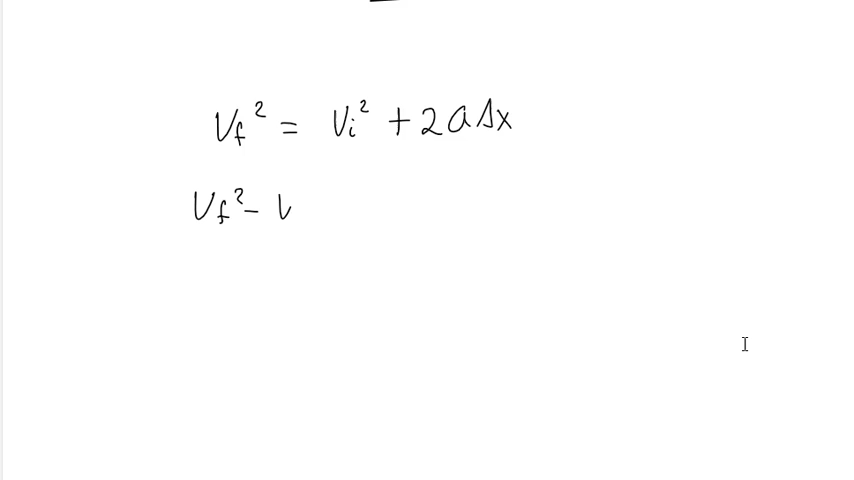 Vf² = Vi² + 2aΔx
Vf² - V